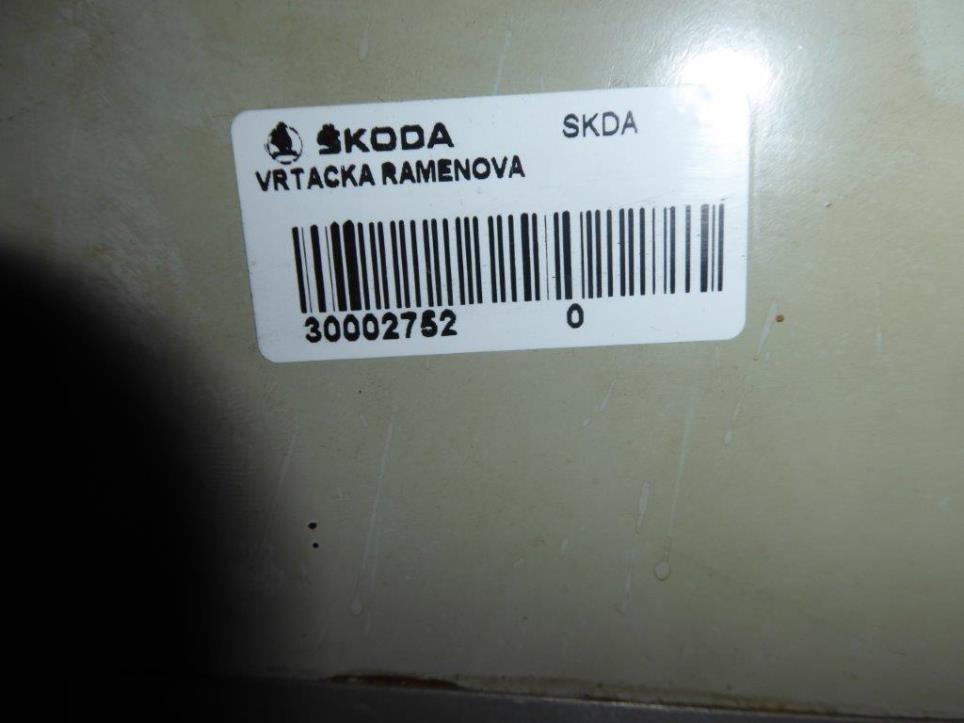 ŠKODA SKDA
VRTACKA RAMENOVA
30002752 0